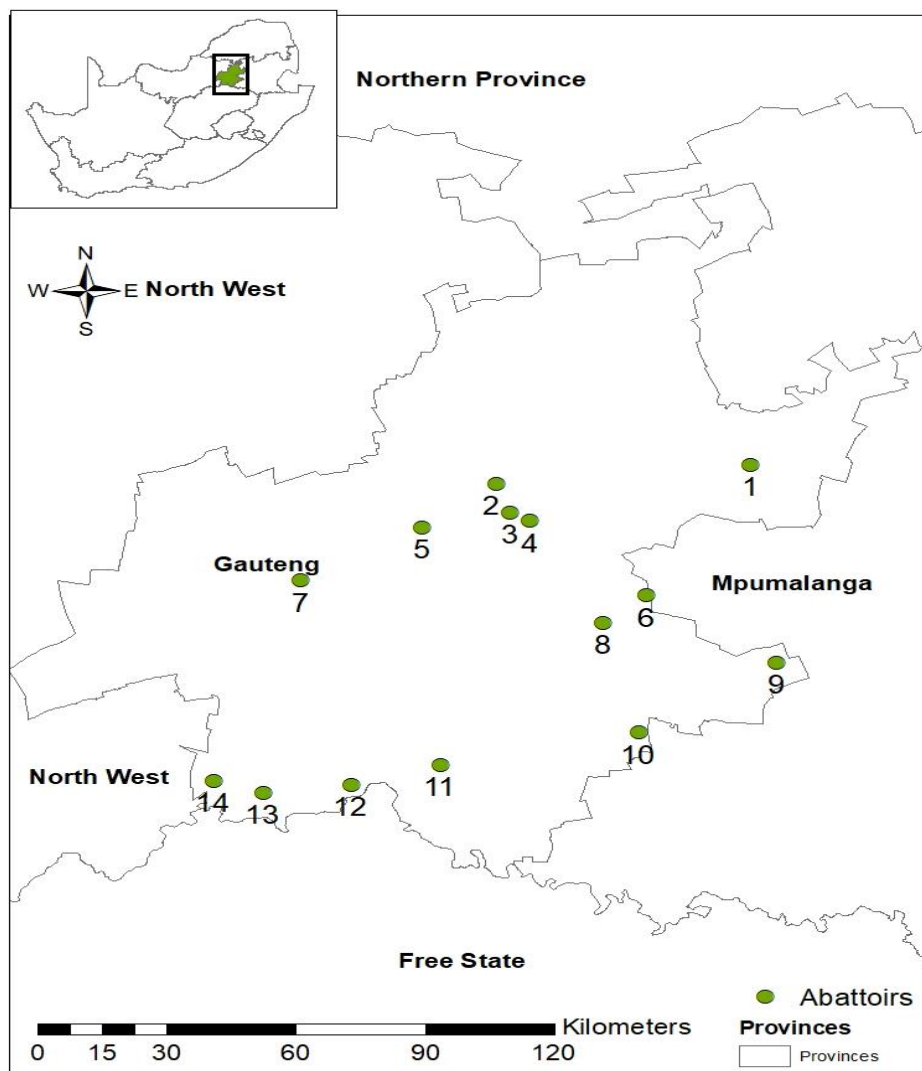 Northern Province
N
W E North West
S
1
2
3 4
5
Gauteng
7
Mpumalanga
6
8
9
10
North West
11
14 13 12
Free State
Abattoirs
Kilometers
Provinces
Provinces
0 15 30 60 90 120